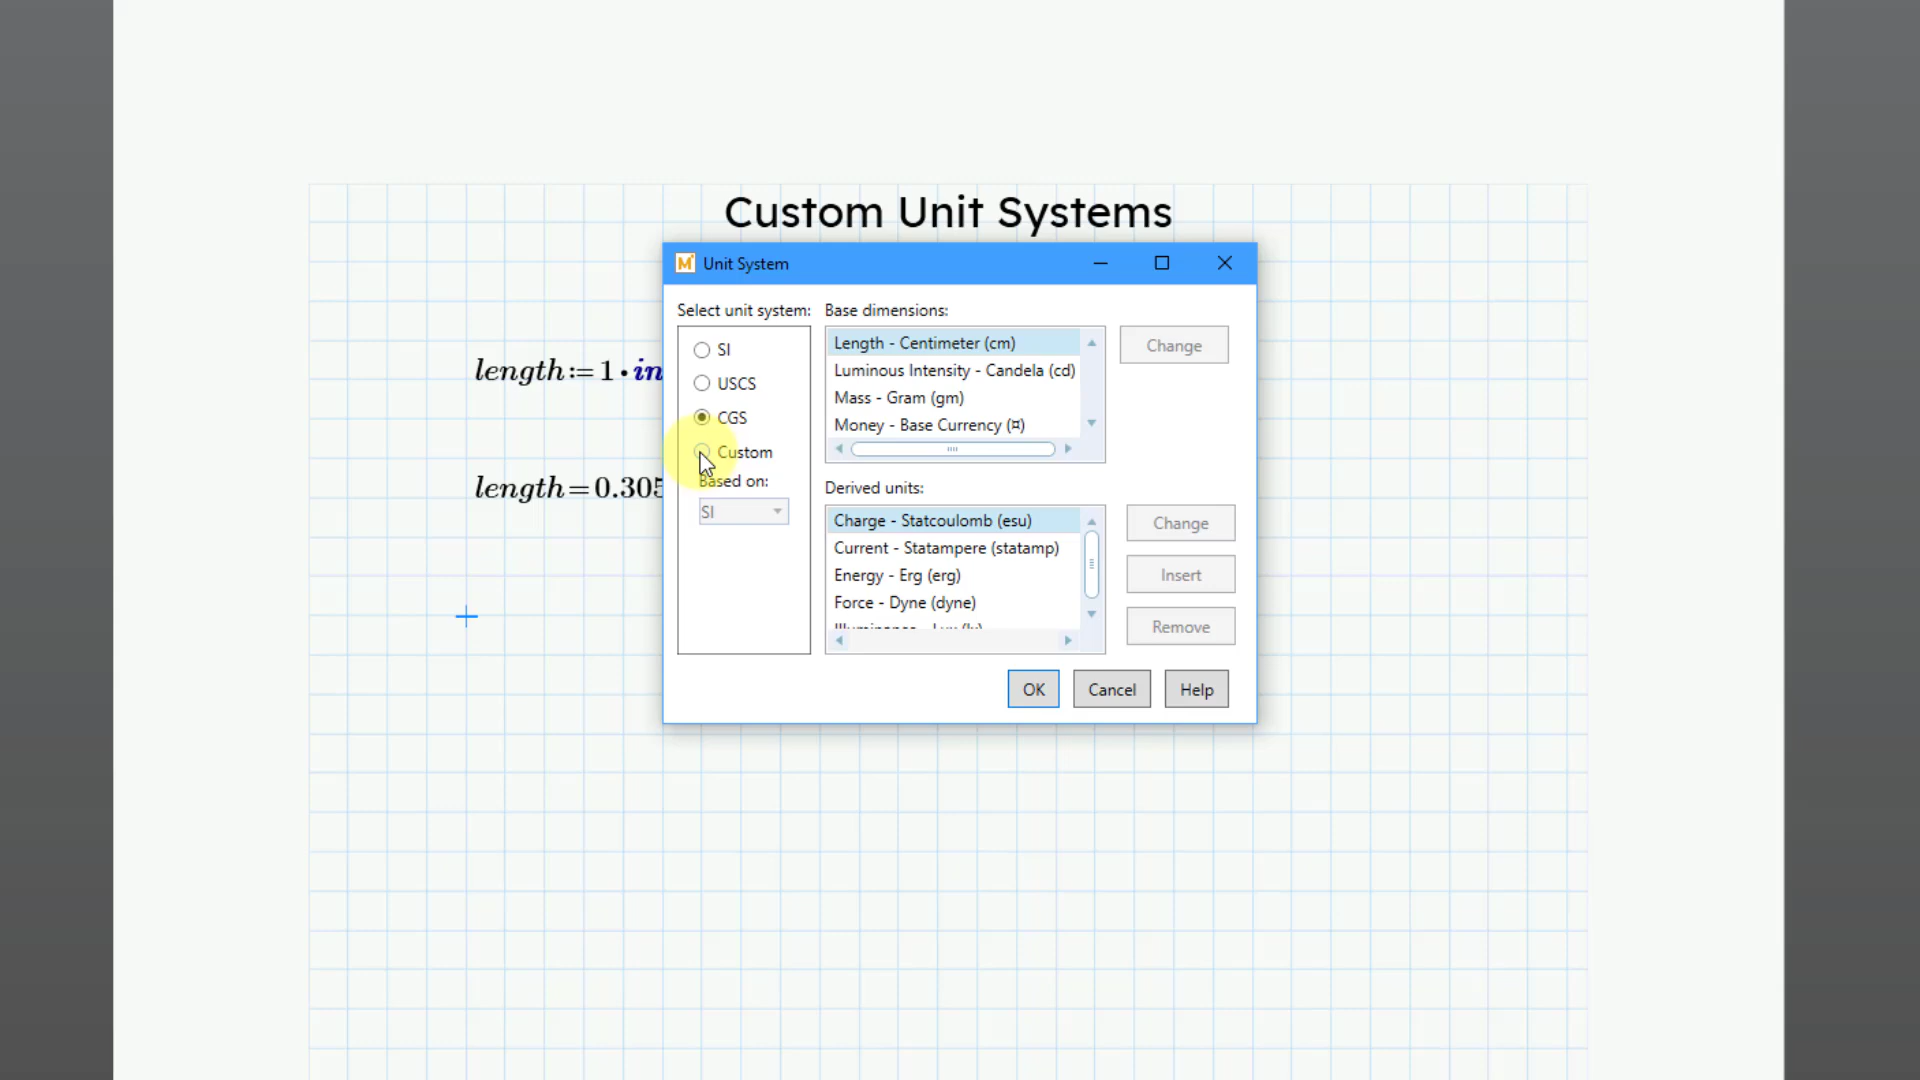 Custom Unit Systems
Unit System
Select unit system:
SI
USCS
CGS
Custom
Based on:
SI
Base dimensions:
Length - Centimeter (cm)
Luminous Intensity - Candela (cd)
Mass - Gram (gm)
Money - Base Currency (¤)
Change
Derived units:
Charge - Statcoulomb (esu)
Current - Statampere (statamp)
Energy - Erg (erg)
Force - Dyne (dyne)
Change
Insert
Remove
OK
Cancel
Help
length:=1•in
length=0.305